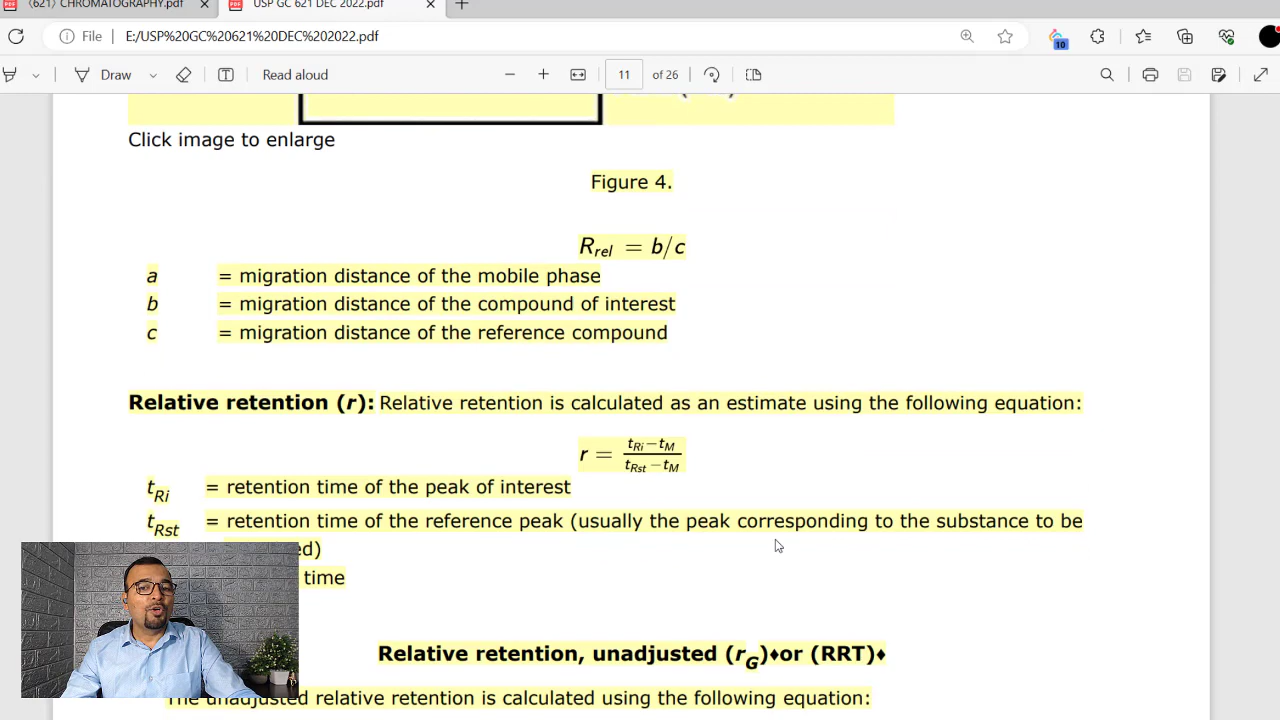 (621) CHROMATOGRAPHY.pdf
USP GC 621 DEC 2022.pdf
File E:/USP%20GC%20621%20DEC%202022.pdf
10
Draw
Read aloud
11 of 26
Click image to enlarge
Figure 4.
Rrel = b/c
a = migration distance of the mobile phase
b = migration distance of the compound of interest
c = migration distance of the reference compound
Relative retention (r): Relative retention is calculated as an estimate using the following equation:
r = (tRi − tM) / (tRst − tM)
tRi = retention time of the peak of interest
tRst = retention time of the reference peak (usually the peak corresponding to the substance to be
ed)
time
Relative retention, unadjusted (rG)♦or (RRT)♦
The unadjusted relative retention is calculated using the following equation: